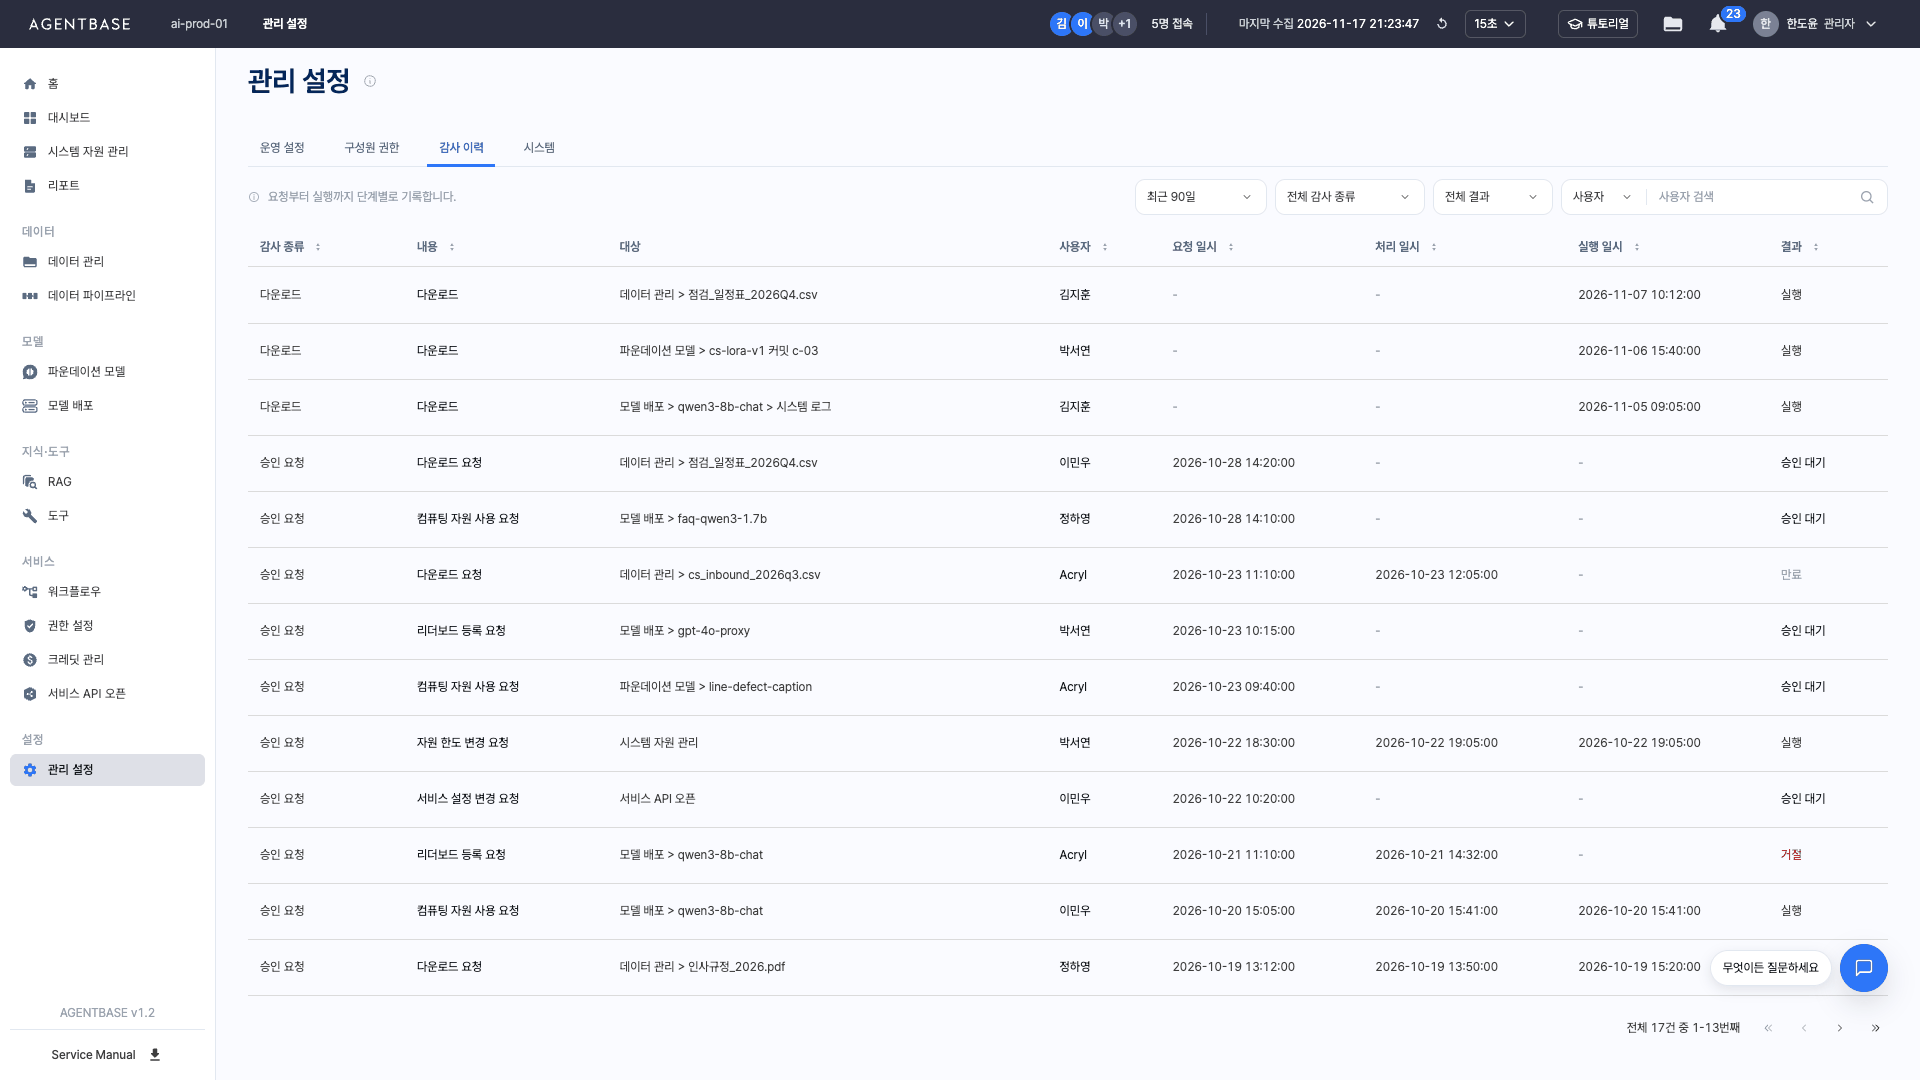 AGENTBASE
ai-prod-01
관리 설정
김 이 박 +1 5명 접속
마지막 수집 2026-11-17 21:23:47
15초
튜토리얼
23
한 한도윤 관리자
홈
대시보드
시스템 자원 관리
리포트
데이터
데이터 관리
데이터 파이프라인
모델
파운데이션 모델
모델 배포
지식·도구
RAG
도구
서비스
워크플로우
권한 설정
크레딧 관리
서비스 API 오픈
설정
관리 설정
AGENTBASE v1.2
Service Manual
관리 설정
운영 설정 구성원 권한 감사 이력 시스템
요청부터 실행까지 단계별로 기록합니다.
최근 90일 전체 감사 종류 전체 결과 사용자 사용자 검색
감사 종류 내용 대상 사용자 요청 일시 처리 일시 실행 일시 결과
다운로드 다운로드 데이터 관리 > 점검_일정표_2026Q4.csv 김지훈 - - 2026-11-07 10:12:00 실행
다운로드 다운로드 파운데이션 모델 > cs-lora-v1 커밋 c-03 박서연 - - 2026-11-06 15:40:00 실행
다운로드 다운로드 모델 배포 > qwen3-8b-chat > 시스템 로그 김지훈 - - 2026-11-05 09:05:00 실행
승인 요청 다운로드 요청 데이터 관리 > 점검_일정표_2026Q4.csv 이민우 2026-10-28 14:20:00 - - 승인 대기
승인 요청 컴퓨팅 자원 사용 요청 모델 배포 > faq-qwen3-1.7b 정하영 2026-10-28 14:10:00 - - 승인 대기
승인 요청 다운로드 요청 데이터 관리 > cs_inbound_2026q3.csv Acryl 2026-10-23 11:10:00 2026-10-23 12:05:00 - 만료
승인 요청 리더보드 등록 요청 모델 배포 > gpt-4o-proxy 박서연 2026-10-23 10:15:00 - - 승인 대기
승인 요청 컴퓨팅 자원 사용 요청 파운데이션 모델 > line-defect-caption Acryl 2026-10-23 09:40:00 - - 승인 대기
승인 요청 자원 한도 변경 요청 시스템 자원 관리 박서연 2026-10-22 18:30:00 2026-10-22 19:05:00 2026-10-22 19:05:00 실행
승인 요청 서비스 설정 변경 요청 서비스 API 오픈 이민우 2026-10-22 10:20:00 - - 승인 대기
승인 요청 리더보드 등록 요청 모델 배포 > qwen3-8b-chat Acryl 2026-10-21 11:10:00 2026-10-21 14:32:00 - 거절
승인 요청 컴퓨팅 자원 사용 요청 모델 배포 > qwen3-8b-chat 이민우 2026-10-20 15:05:00 2026-10-20 15:41:00 2026-10-20 15:41:00 실행
승인 요청 다운로드 요청 데이터 관리 > 인사규정_2026.pdf 정하영 2026-10-19 13:12:00 2026-10-19 13:50:00 2026-10-19 15:20:00
무엇이든 질문하세요
전체 17건 중 1-13번째